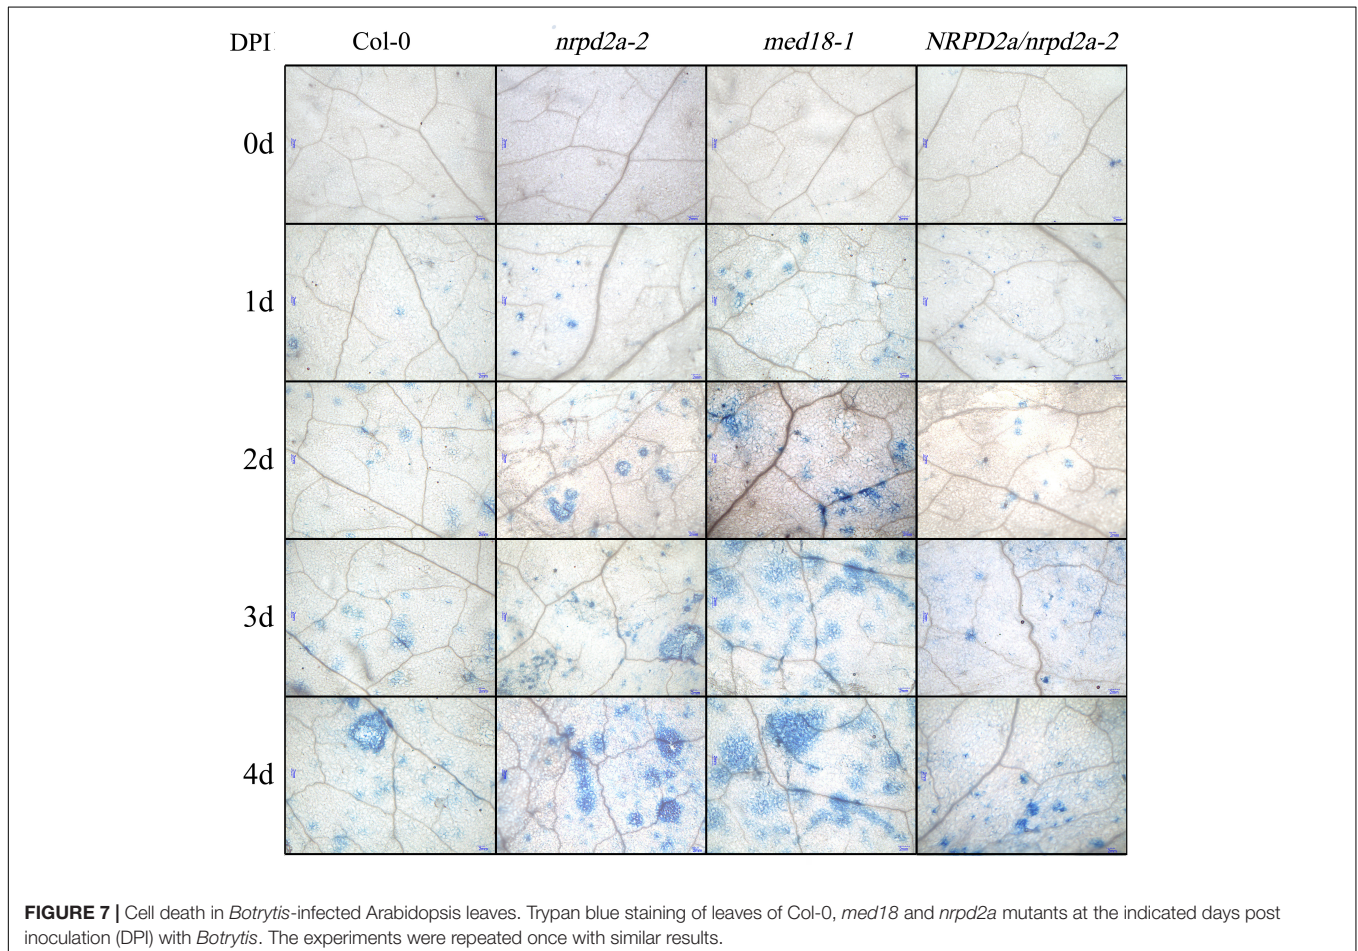 DPI Col-0 nrpd2a-2 med18-1 NRPD2a/nrpd2a-2
0d
1d
2d
3d
4d
FIGURE 7 | Cell death in Botrytis-infected Arabidopsis leaves. Trypan blue staining of leaves of Col-0, med18 and nrpd2a mutants at the indicated days post
inoculation (DPI) with Botrytis. The experiments were repeated once with similar results.